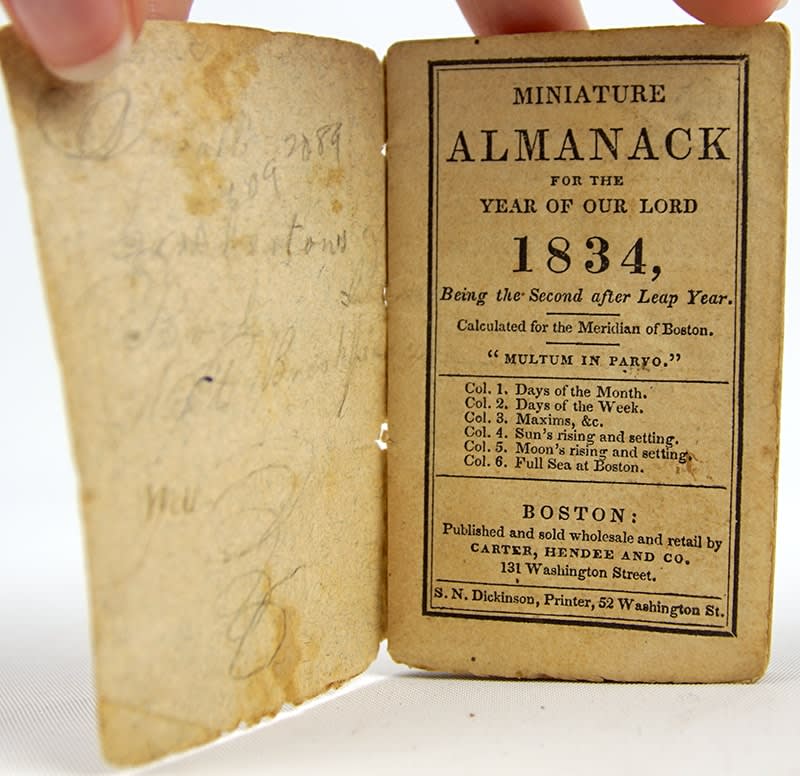 2089
MINIATURE
ALMANACK
FOR THE
YEAR OF OUR LORD
1834,
Being the Second after Leap Year.
Calculated for the Meridian of Boston.
“MULTUM IN PARVO.”
Col. 1. Days of the Month.
Col. 2. Days of the Week.
Col. 3. Maxims, &c.
Col. 4. Sun's rising and setting.
Col. 5. Moon's rising and setting.
Col. 6. Full Sea at Boston.
BOSTON:
Published and sold wholesale and retail by
CARTER, HENDEE AND CO.
131 Washington Street.
S. N. Dickinson, Printer, 52 Washington St.